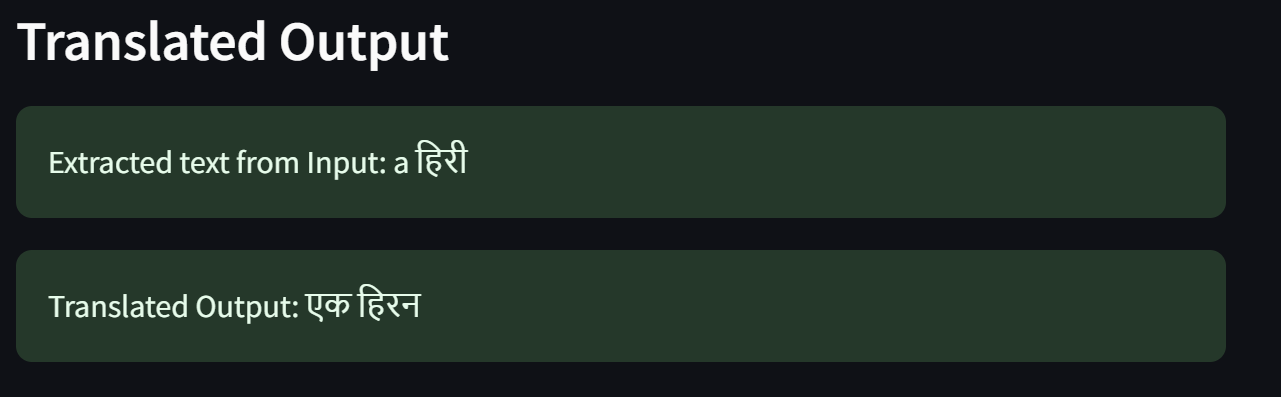 Translated Output
Extracted text from Input: a हिरी
Translated Output: एक हिरन